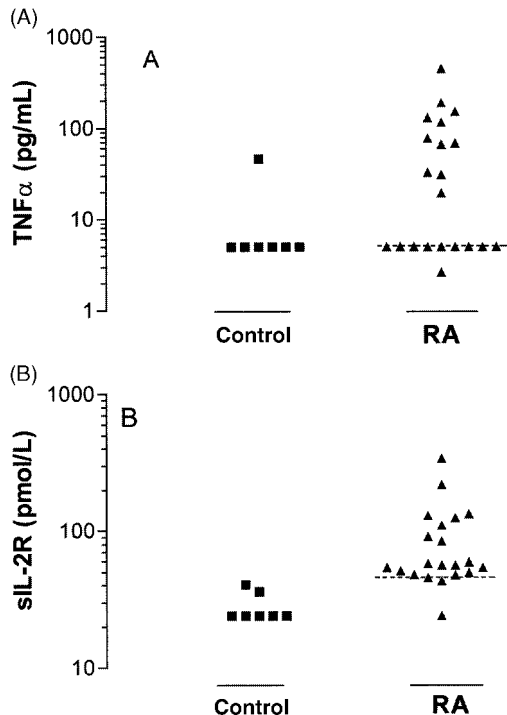 (A)
1000
A
100
10
1
TNFα (pg/mL)
Control
RA
(B)
1000
B
100
10
sIL-2R (pmol/L)
Control
RA